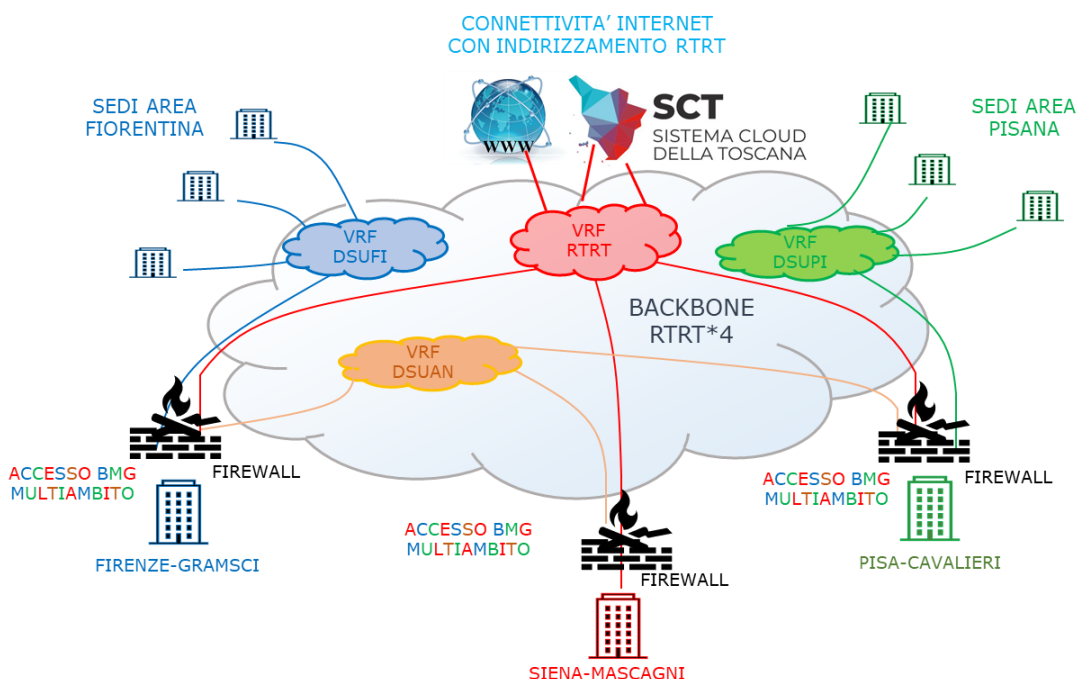 CONNETTIVITA’ INTERNET
CON INDIRIZZAMENTO RTRT
SEDI AREA
FIORENTINA
WWW
SCT
SISTEMA CLOUD
DELLA TOSCANA
SEDI AREA
PISANA
VRF
DSUFI
VRF
RTRT
VRF
DSUPI
BACKBONE
RTRT*4
VRF
DSUAN
FIREWALL
ACCESSO BMG
MULTIAMBITO
FIRENZE-GRAMSCI
ACCESSO BMG
MULTIAMBITO
FIREWALL
SIENA-MASCAGNI
FIREWALL
ACCESSO BMG
MULTIAMBITO
PISA-CAVALIERI